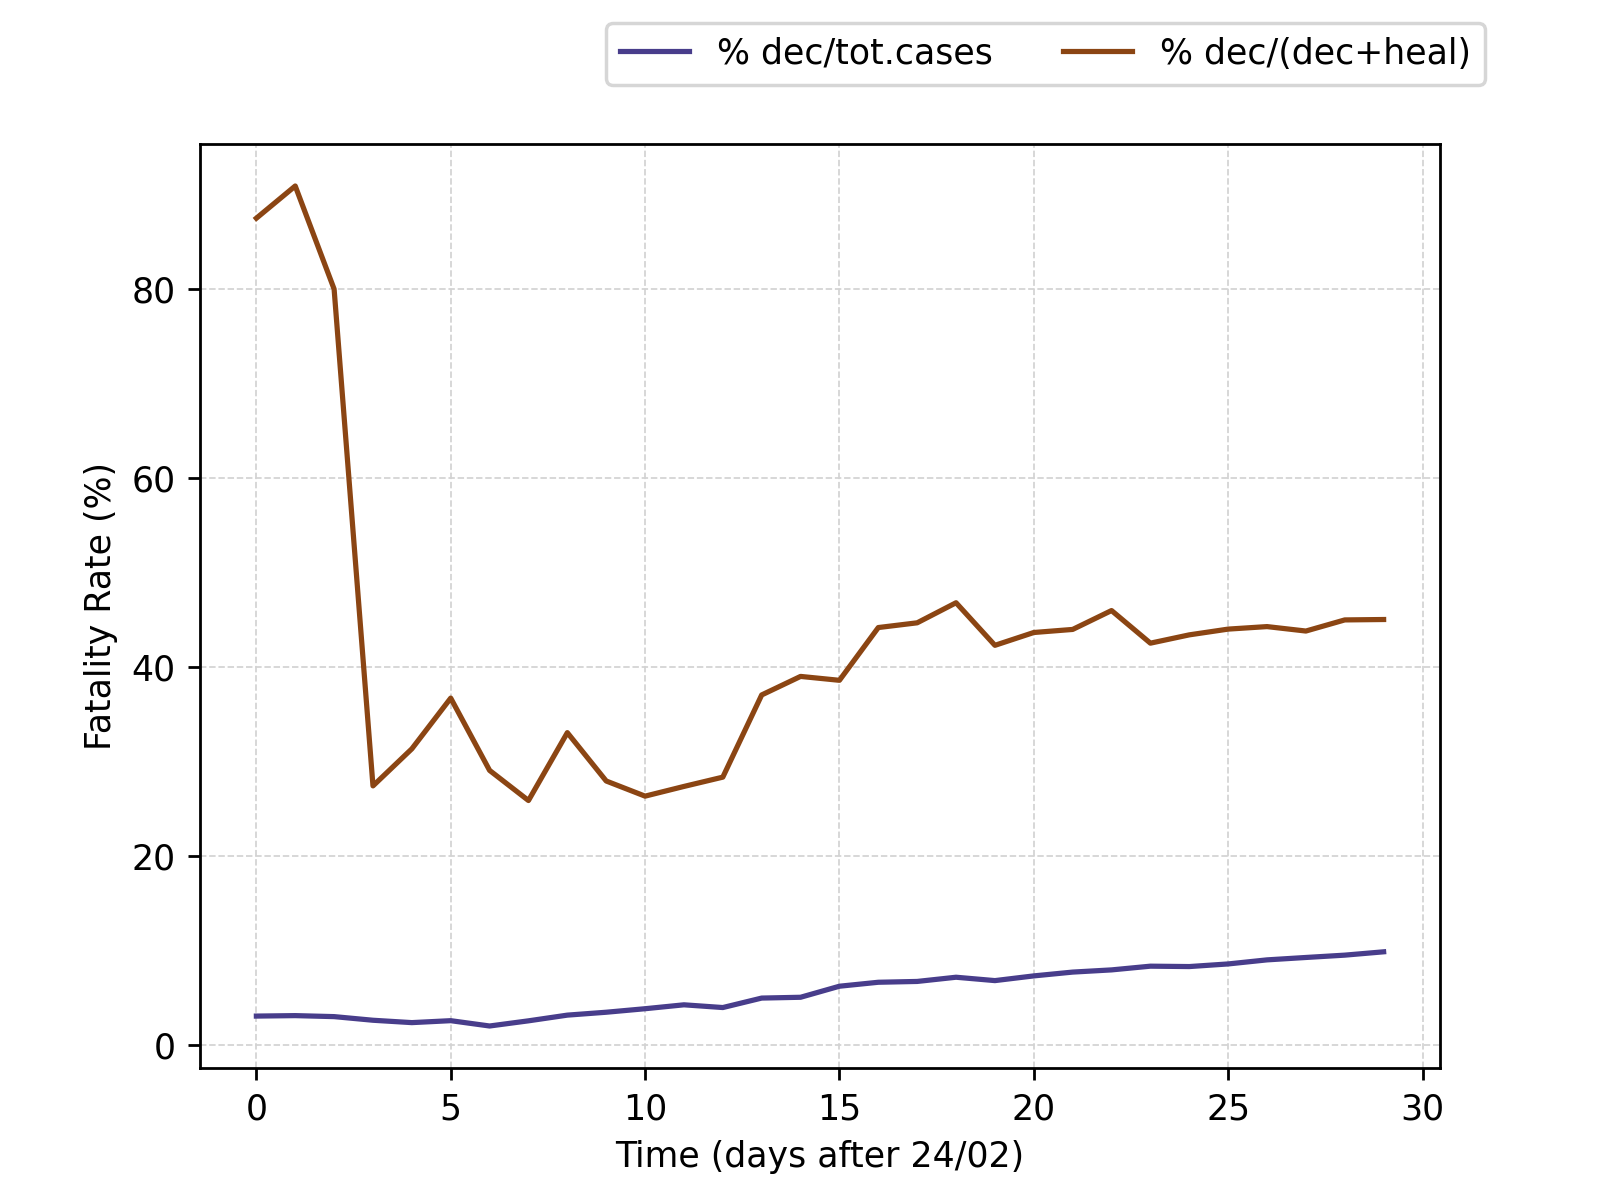 % dec/tot.cases % dec/(dec+heal)
80
60
40
20
0
Fatality Rate (%)
0 5 10 15 20 25 30
Time (days after 24/02)